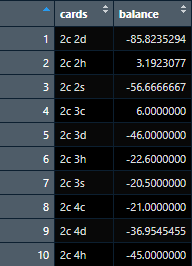 cards balance
1 2c 2d -85.8235294
2 2c 2h 3.1923077
3 2c 2s -56.6666667
4 2c 3c 6.0000000
5 2c 3d -46.0000000
6 2c 3h -22.6000000
7 2c 3s -20.5000000
8 2c 4c -21.0000000
9 2c 4d -36.9545455
10 2c 4h -45.0000000